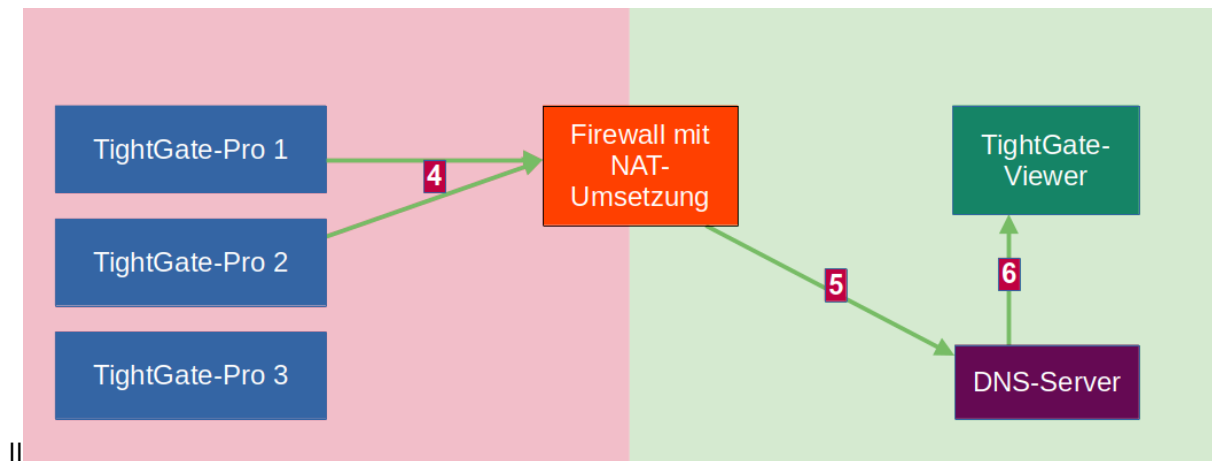 TightGate-Pro 1
4
Firewall mit
NAT-
Umsetzung
TightGate-
Viewer
TightGate-Pro 2
5
6
TightGate-Pro 3
DNS-Server
ll